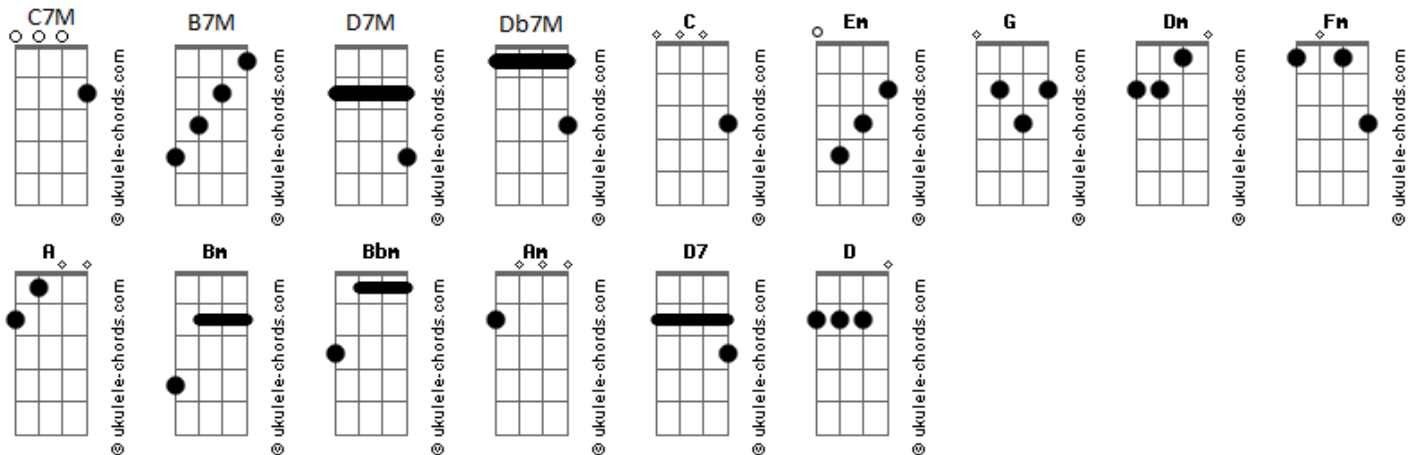 C7M B7M D7M Db7M C Em G Dm Fm
© ukulele-chords.com © ukulele-chords.com © ukulele-chords.com © ukulele-chords.com © ukulele-chords.com © ukulele-chords.com © ukulele-chords.com © ukulele-chords.com © ukulele-chords.com
A Bm Bbm Am D7 D
© ukulele-chords.com © ukulele-chords.com © ukulele-chords.com © ukulele-chords.com © ukulele-chords.com © ukulele-chords.com